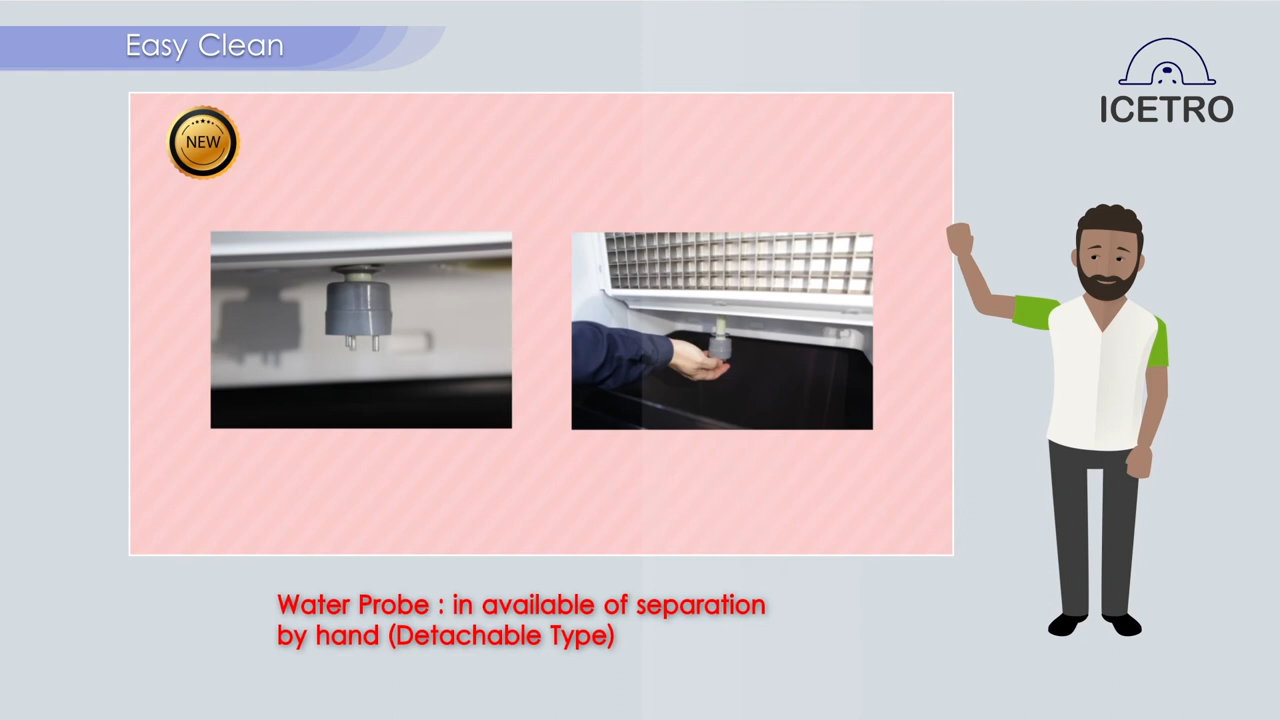 Easy Clean
ICETRO
NEW
Water Probe : in available of separation
by hand (Detachable Type)